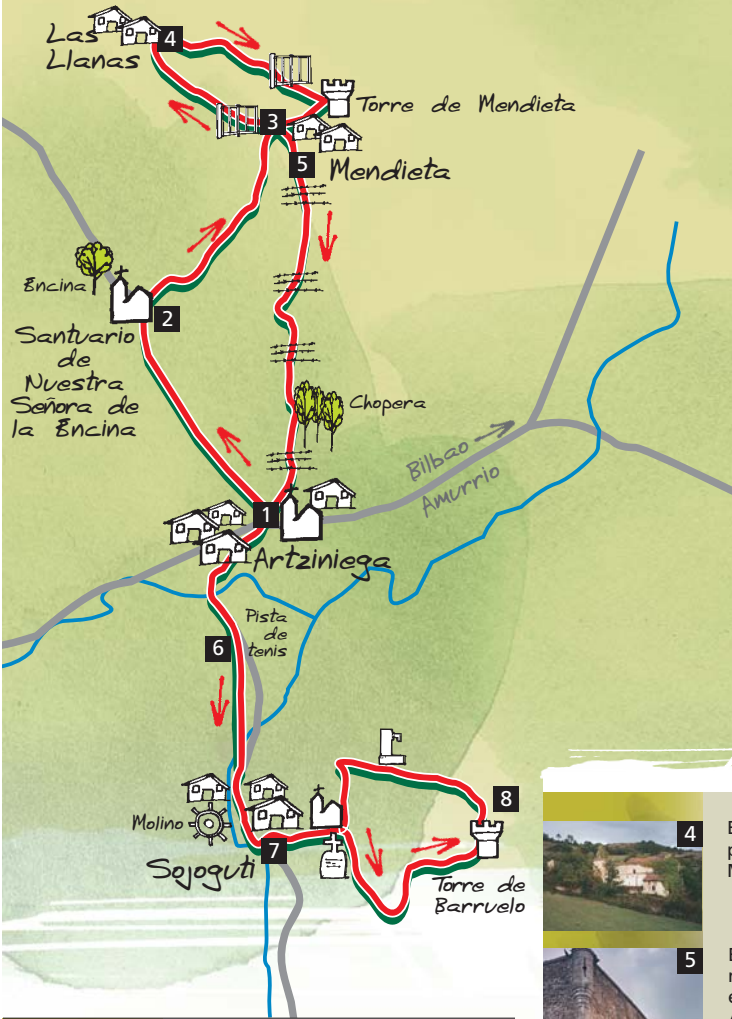 Las
Llanas
4
Torre de Mendieta
3
5
Mendieta
Encina
2
Santuario
de
Nuestra
Señora de
la Encina
Chopera
Bilbao
Amurrio
1
Artziniega
Pista
de
tenis
6
8
Molino
7
Sojoguti
Torre de
Barruelo
4
5